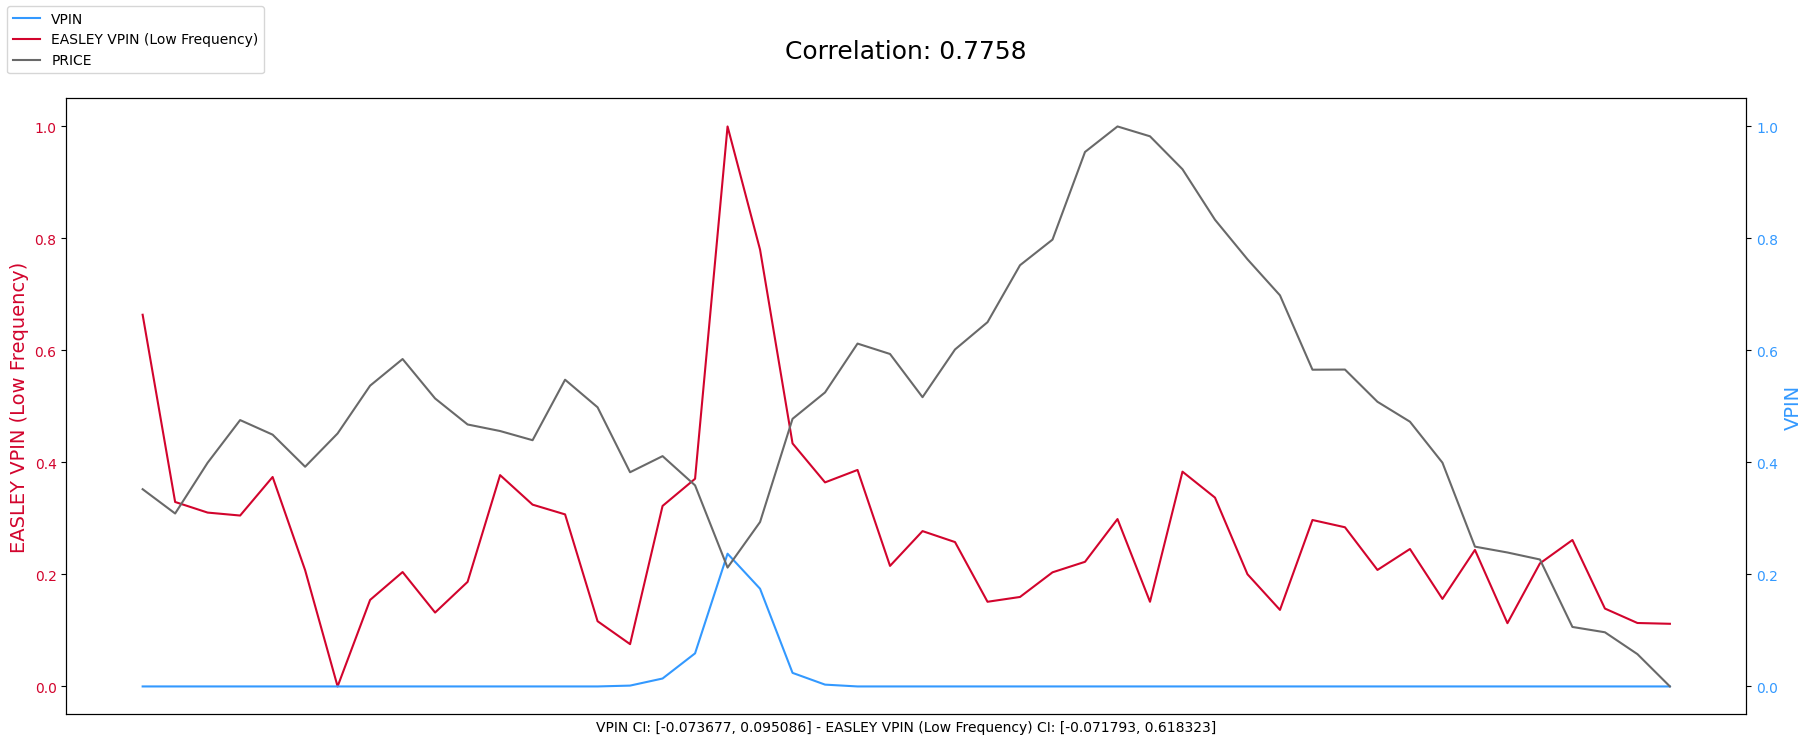 VPIN
EASLEY VPIN (Low Frequency)
PRICE
Correlation: 0.7758
EASLEY VPIN (Low Frequency)
1.0
0.8
0.6
0.4
0.2
0.0
1.0
0.8
0.6
0.4
0.2
0.0
VPIN
VPIN CI: [-0.073677, 0.095086] - EASLEY VPIN (Low Frequency) CI: [-0.071793, 0.618323]